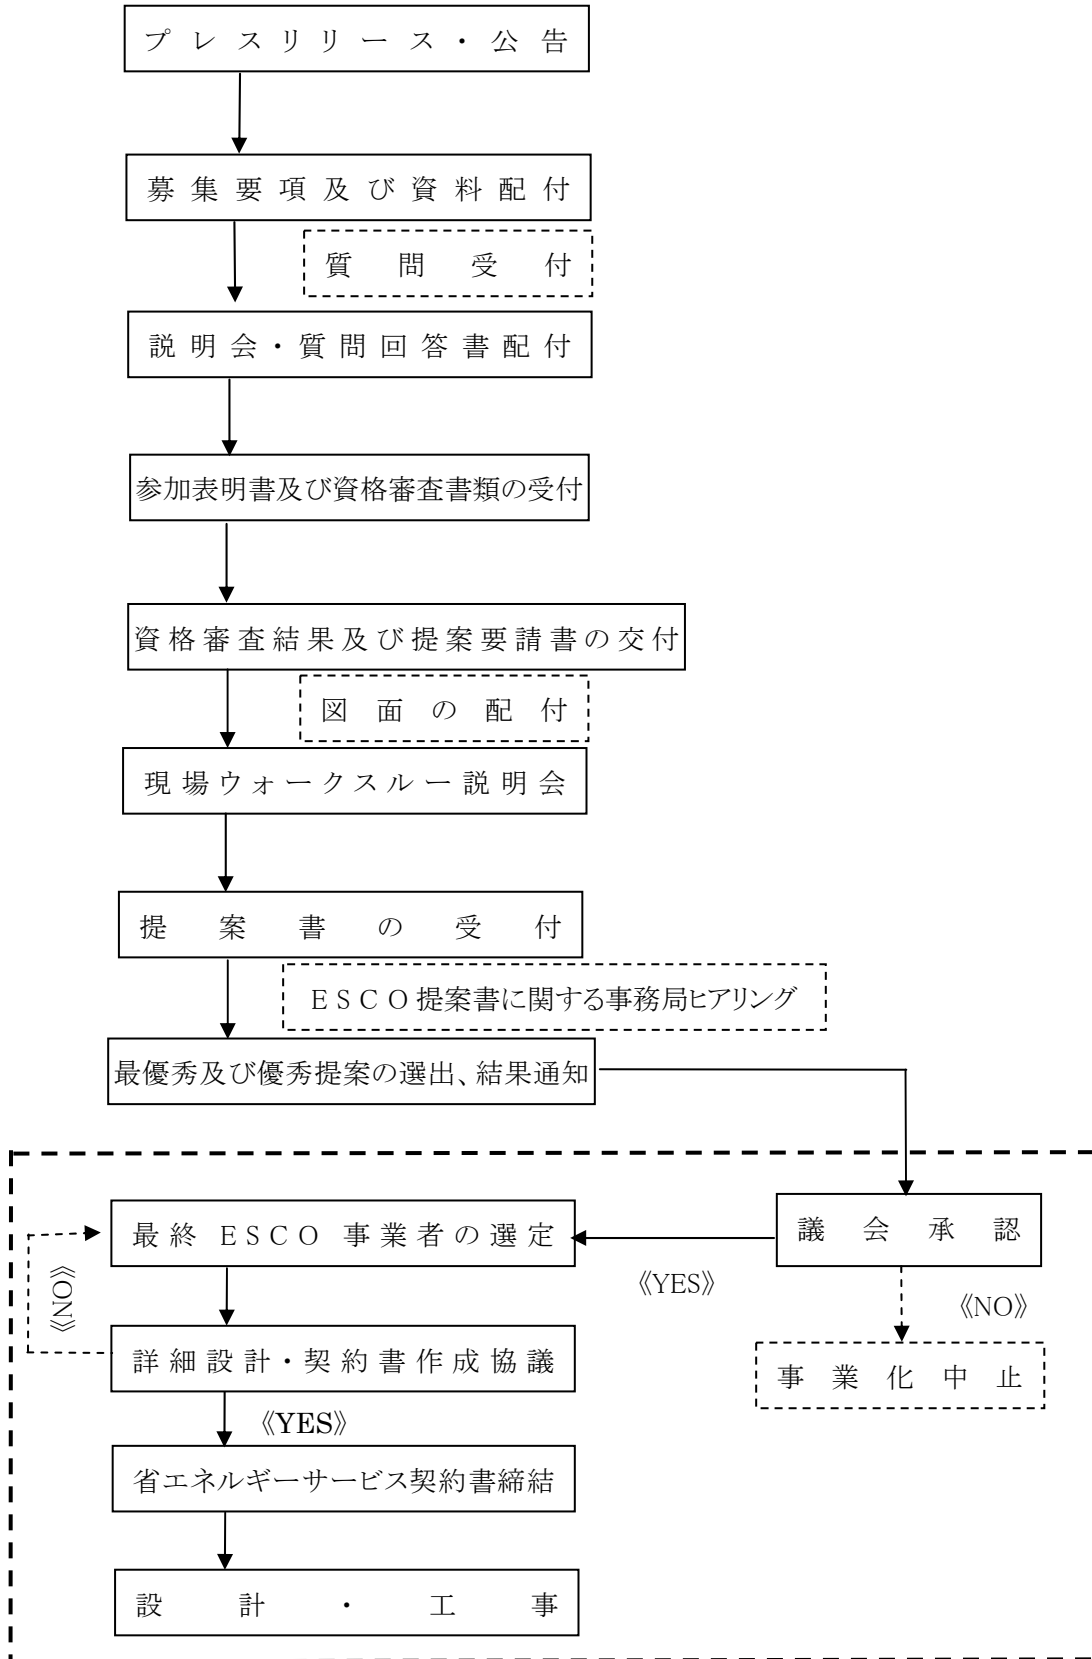 プレスリリース・公告
募集要項及び資料配付
質問受付
説明会・質問回答書配付
参加表明書及び資格審査書類の受付
資格審査結果及び提案要請書の交付
図面の配付
現場ウォークスルー説明会
提案書の受付
ESCO提案書に関する事務局ヒアリング
最優秀及び優秀提案の選出、結果通知
議会承認
最終ESCO事業者の選定
《YES》
《NO》
《NO》
詳細設計・契約書作成協議
事業化中止
《YES》
省エネルギーサービス契約書締結
設計・工事